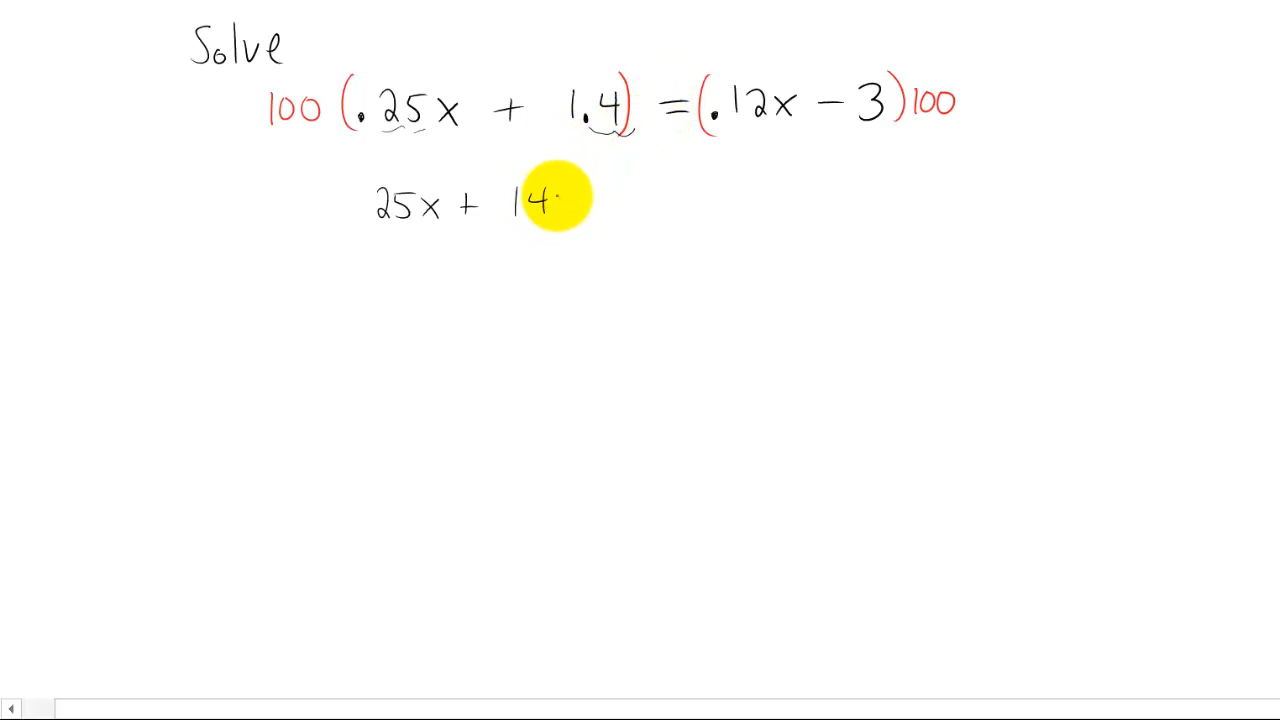 Solve
100 (.25x + 1.4) = (.12x - 3) 100
25x + 14